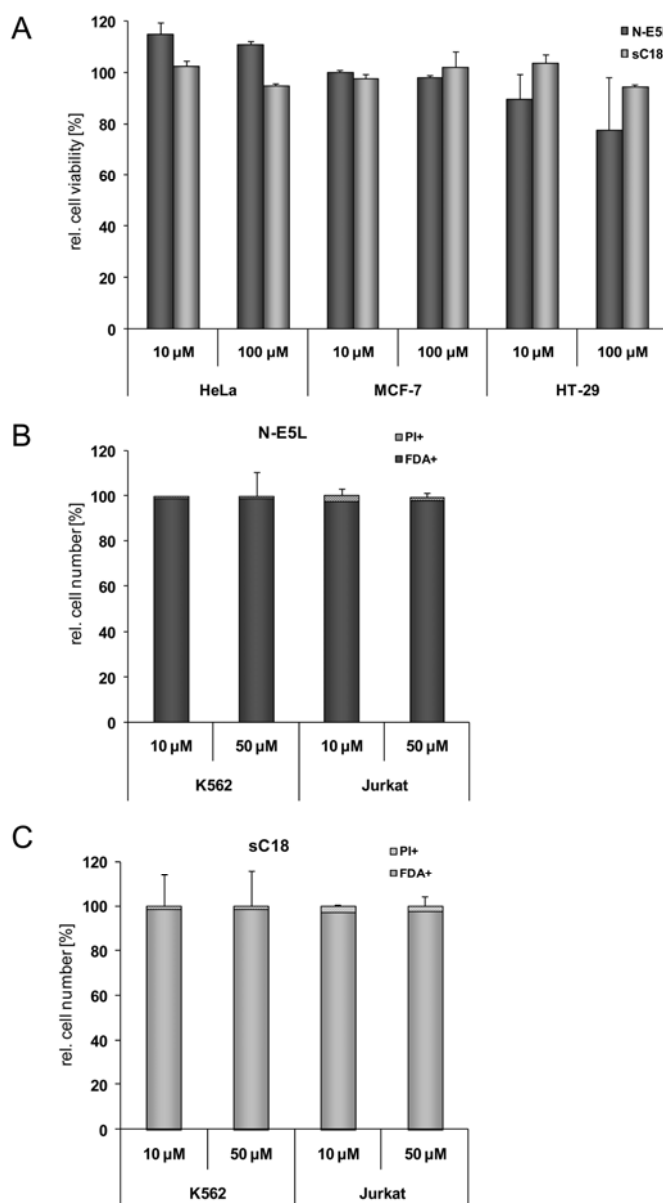 A
120
100
80
60
40
20
0
rel. cell viability [%]
N-E5L
sC18
10 µM 100 µM 10 µM 100 µM 10 µM 100 µM
HeLa MCF-7 HT-29
B
N-E5L
120
100
80
60
40
20
0
rel. cell number [%]
PI+
FDA+
10 µM 50 µM 10 µM 50 µM
K562 Jurkat
C
sC18
120
100
80
60
40
20
0
rel. cell number [%]
PI+
FDA+
10 µM 50 µM 10 µM 50 µM
K562 Jurkat